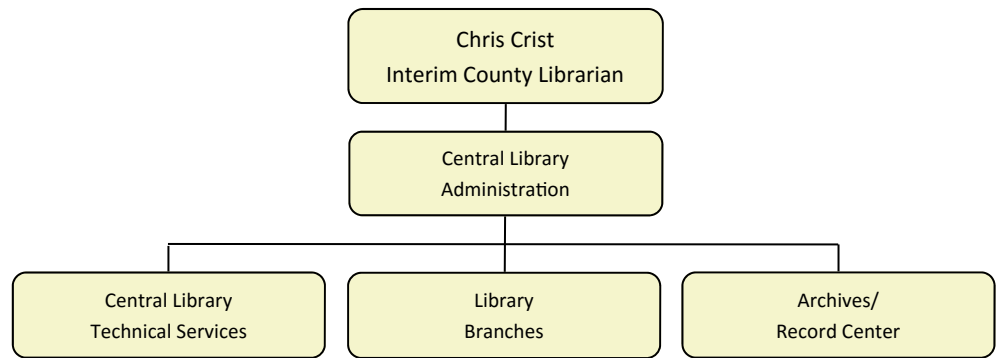 Chris Crist
Interim County Librarian
Central Library
Administration
Central Library
Technical Services
Library
Branches
Archives/
Record Center